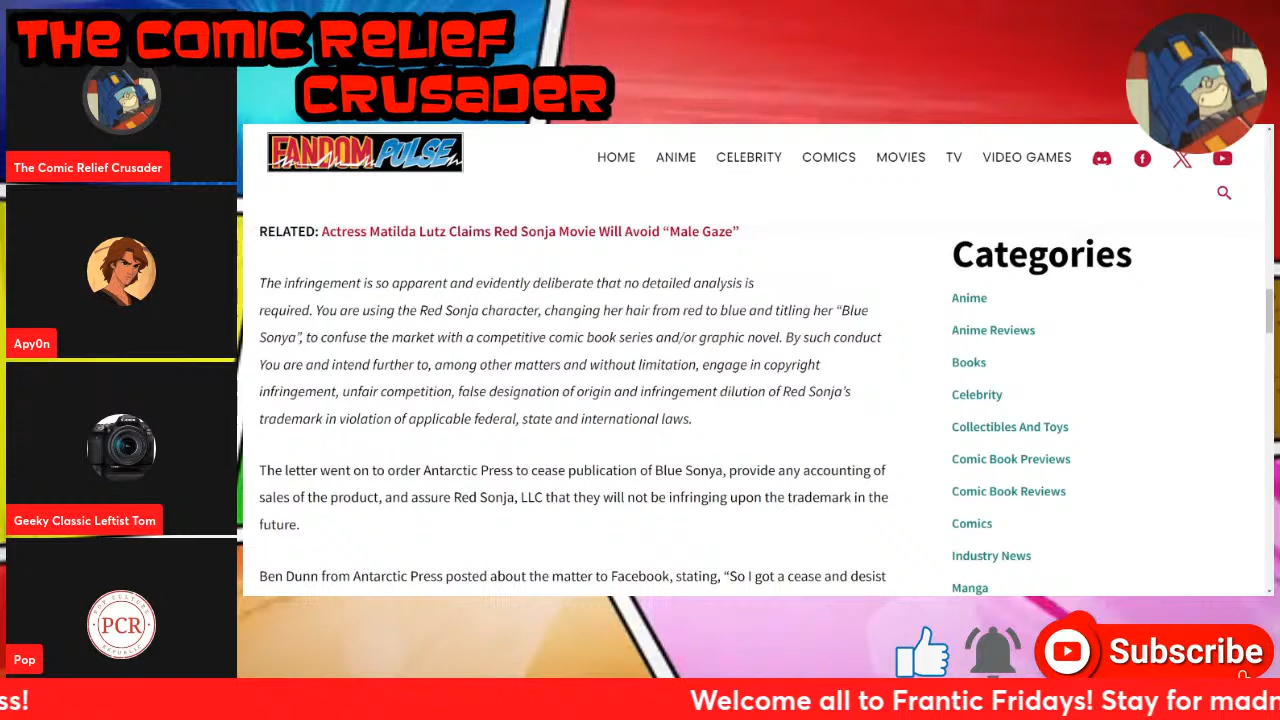 THE COMIC RELIEF
CRUSADER
The Comic Relief Crusader
Apy0n
Geeky Classic Leftist Tom
POP CULTURE
PCR
REPUBLIC
Pop
FANDOM PULSE
HOME ANIME CELEBRITY COMICS MOVIES TV VIDEO GAMES
RELATED: Actress Matilda Lutz Claims Red Sonja Movie Will Avoid “Male Gaze”
The infringement is so apparent and evidently deliberate that no detailed analysis is
required. You are using the Red Sonja character, changing her hair from red to blue and titling her “Blue
Sonya”, to confuse the market with a competitive comic book series and/or graphic novel. By such conduct
You are and intend further to, among other matters and without limitation, engage in copyright
infringement, unfair competition, false designation of origin and infringement dilution of Red Sonja’s
trademark in violation of applicable federal, state and international laws.
The letter went on to order Antarctic Press to cease publication of Blue Sonya, provide any accounting of
sales of the product, and assure Red Sonja, LLC that they will not be infringing upon the trademark in the
future.
Ben Dunn from Antarctic Press posted about the matter to Facebook, stating, “So I got a cease and desist
Categories
Anime
Anime Reviews
Books
Celebrity
Collectibles And Toys
Comic Book Previews
Comic Book Reviews
Comics
Industry News
Manga
Subscribe
ss! Welcome all to Frantic Fridays! Stay for madn